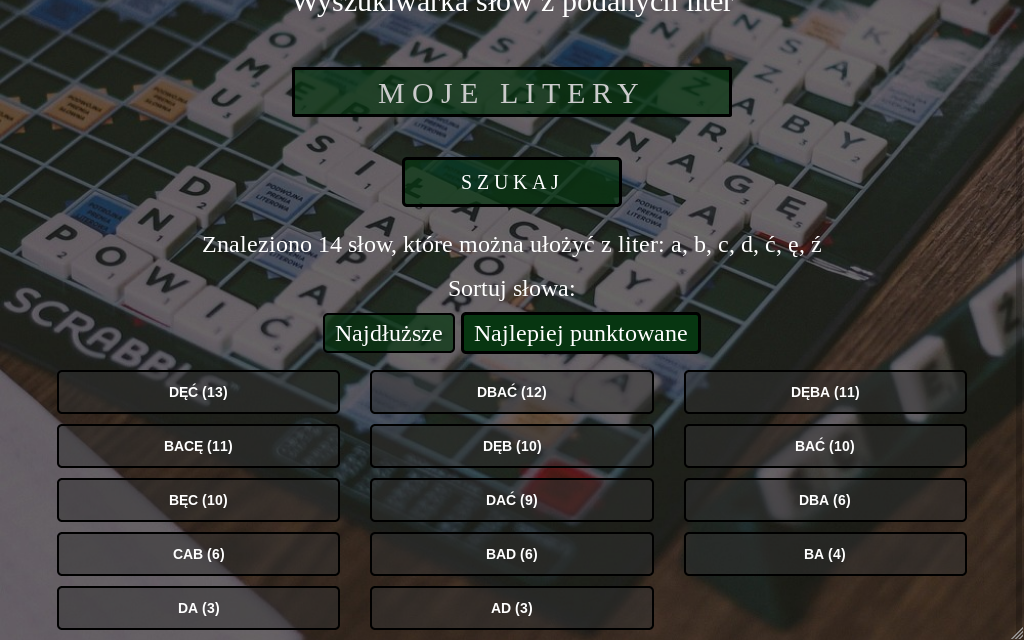 Wyszukiwarka słów z podanych liter
MOJE LITERY
SZUKAJ
Znaleziono 14 słow, które można ułożyć z liter: a, b, c, d, ć, ę, ź
Sortuj słowa:
Najdłuższe Najlepiej punktowane
DĘĆ (13) DBAĆ (12) DĘBA (11)
BACĘ (11) DĘB (10) BAĆ (10)
BĘC (10) DAĆ (9) DBA (6)
CAB (6) BAD (6) BA (4)
DA (3) AD (3)
SCRABBLE